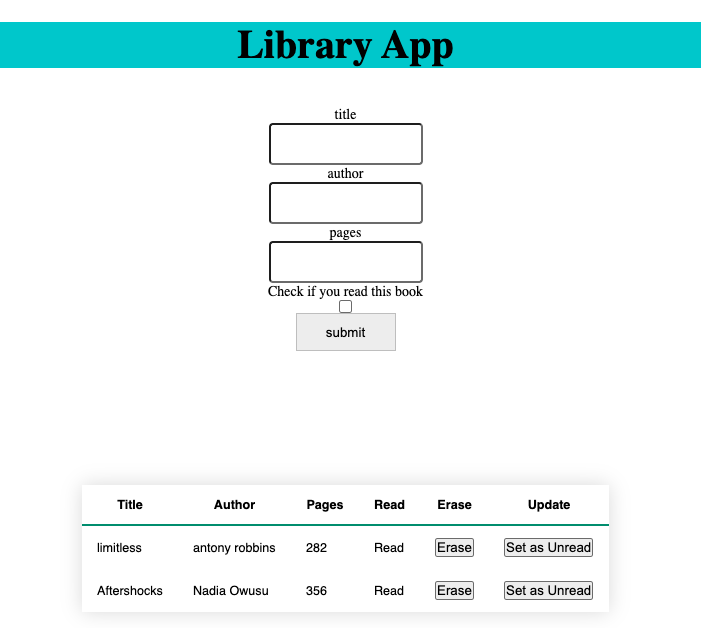 Library App
title
author
pages
Check if you read this book
submit
Title Author Pages Read Erase Update
limitless antony robbins 282 Read Erase Set as Unread
Aftershocks Nadia Owusu 356 Read Erase Set as Unread